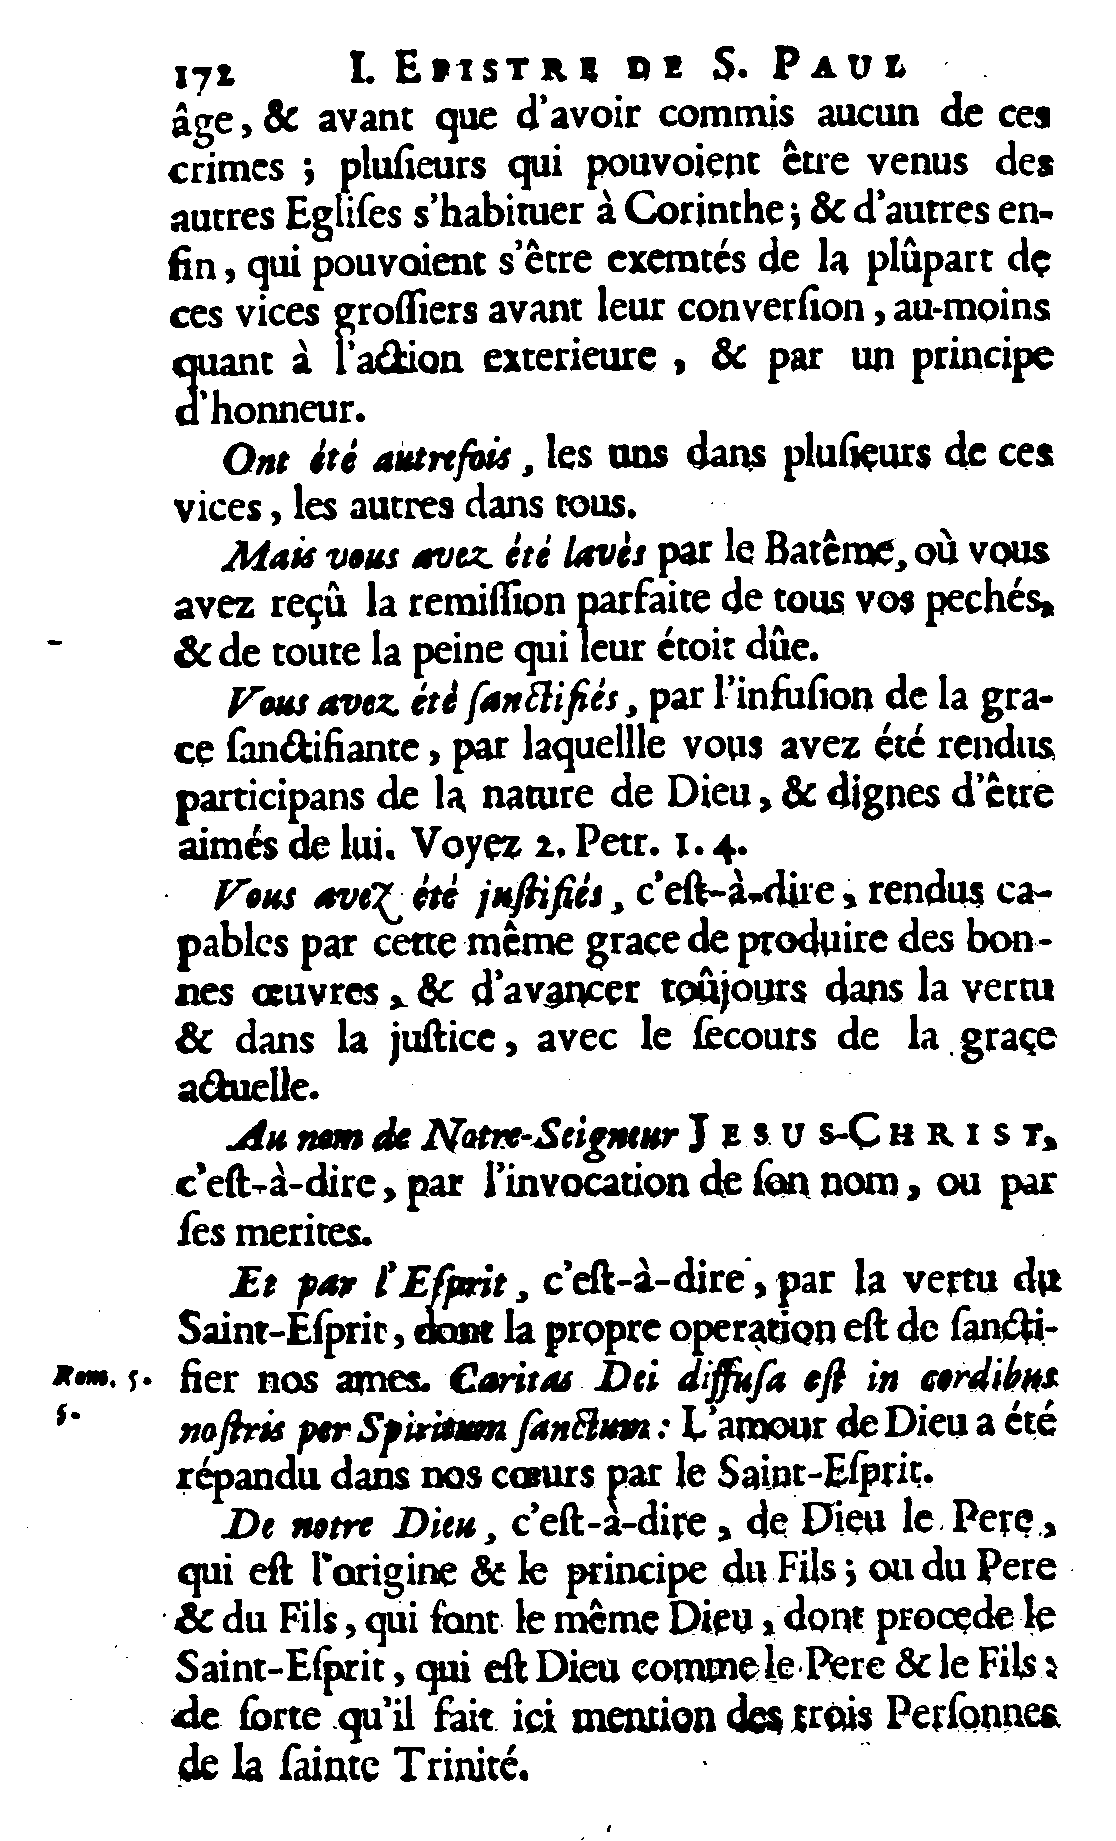 172 I. EPISTRE DE S. PAUL
âge, & avant que d'avoir commis aucun de ces
crimes ; pluſieurs qui pouvoient être venus des
autres Egliſes s'habituer à Corinthe ; & d'autres en-
fin, qui pouvoient s'être exemtés de la plûpart de
ces vices groſſiers avant leur converſion, au-moins
quant à l'action exterieure, & par un principe
d'honneur.
Ont été autrefois, les uns dans pluſieurs de ces
vices, les autres dans tous.
Mais vous avez été lavés par le Batême, où vous
avez reçû la remiſſion parfaite de tous vos pechés,
& de toute la peine qui leur étoit dûe.
Vous avez été ſanctifiés, par l'infuſion de la gra-
ce ſanctifiante, par laquellle vous avez été rendus
participans de la nature de Dieu, & dignes d'être
aimés de lui. Voyez 2. Petr. 1. 4.
Vous avez été juſtifiés, c'eſt-à-dire, rendus ca-
pables par cette même grace de produire des bon-
nes œuvres, & d'avancer toûjours dans la vertu
& dans la juſtice, avec le ſecours de la graçe
actuelle.
Au nom de Notre-Seigneur JESUS-CHRIST,
c'eſt-à-dire, par l'invocation de ſon nom, ou par
ſes merites.
Et par l'Eſprit, c'eſt-à-dire, par la vertu du
Saint-Eſprit, dont la propre operation eſt de ſancti-
Rom. 5. fier nos ames. Caritas Dei diffuſa eſt in cordibus
5. noſtris per Spiritum ſanctum : L'amour de Dieu a été
répandu dans nos cœurs par le Saint-Eſprit.
De notre Dieu, c'eſt-à-dire, de Dieu le Pere,
qui eſt l'origine & le principe du Fils ; ou du Pere
& du Fils, qui ſont le même Dieu, dont procede le
Saint-Eſprit, qui eſt Dieu comme le Pere & le Fils :
de ſorte qu'il fait ici mention des trois Perſonnes
de la ſainte Trinité.